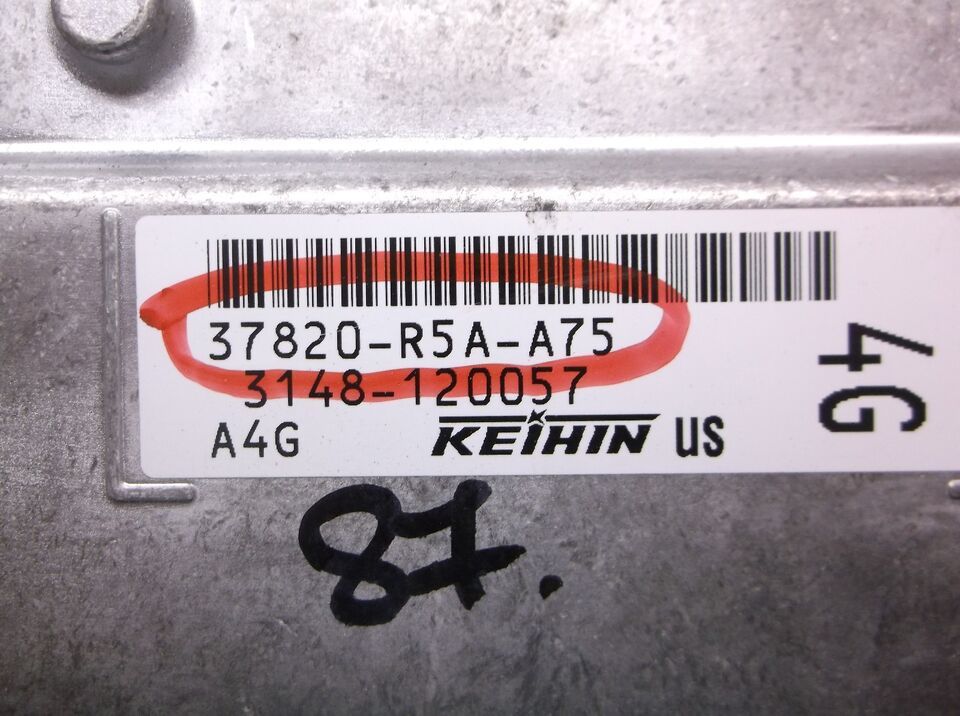 37820-R5A-A75
3148-120057
A4G KEIHIN US
4G
87.